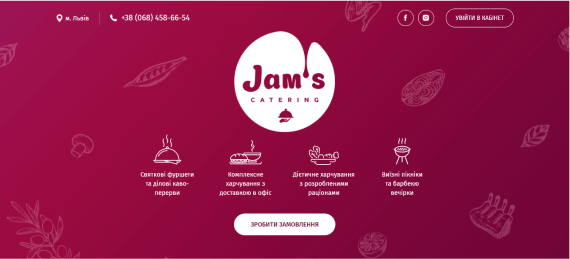 м. Львів
+38 (068) 458-66-54
f
УВІЙТИ В КАБІНЕТ
Jam's
CATERING
Святкові фуршети
та ділові каво-
перерви
Комплексне
харчування з
доставкою в офіс
Дієтичне харчування
з розробленими
раціонами
Виїзні пікніки
та барбекю
вечірки
ЗРОБИТИ ЗАМОВЛЕННЯ